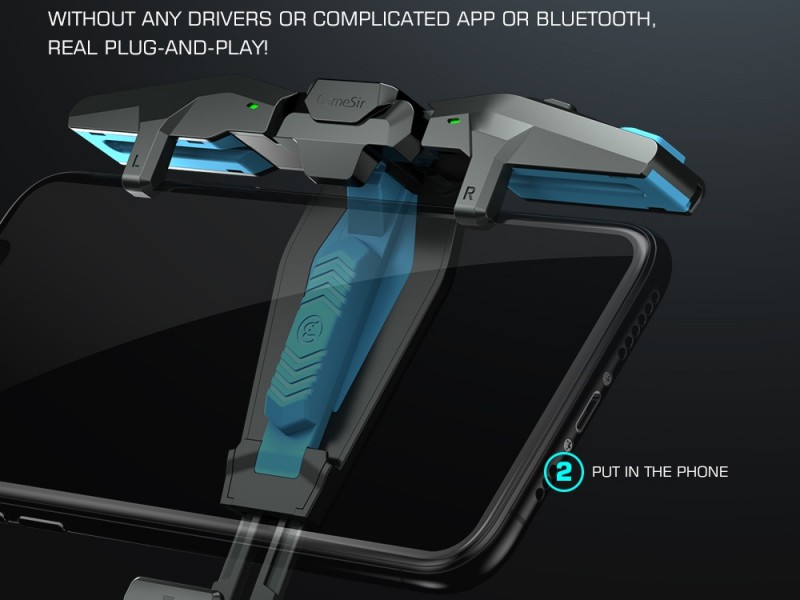 WITHOUT ANY DRIVERS OR COMPLICATED APP OR BLUETOOTH,
REAL PLUG-AND-PLAY!
GameSir
L
R
2 PUT IN THE PHONE